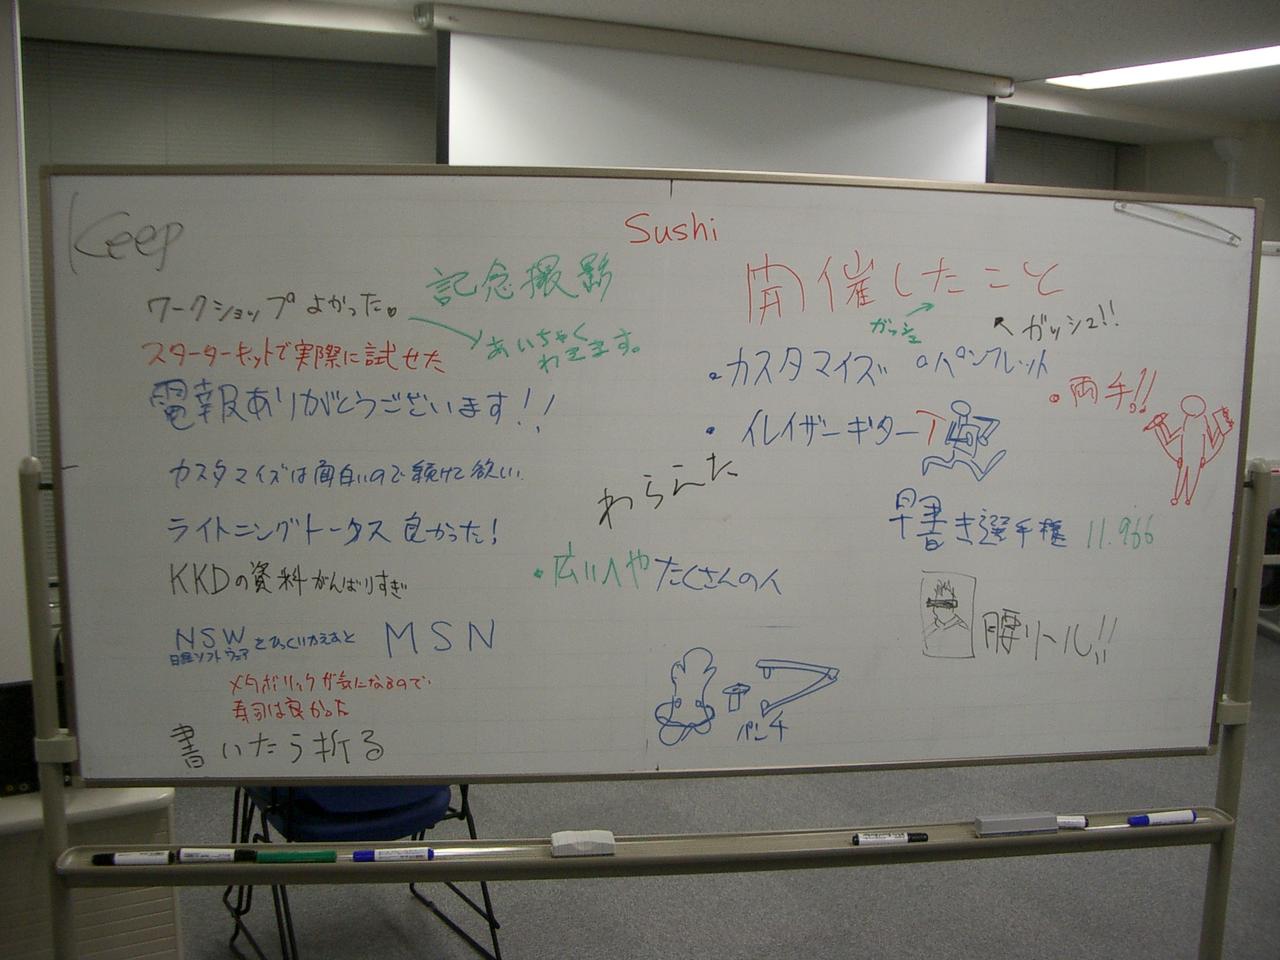 Keep
Sushi
記念撮影
開催したこと
ガッシュ
ガッシュ!!
ワークショップよかった。
あいちゃく
わきます。
スターターキットで実際に試せた
・カスタマイズ
パンフレット
・両手!!
電報ありがとうございます!!
・イレイザーギター
わらえた
カスタマイズは面白いので続けて欲しい
ライトニングトークス良かった!
早書き選手権 11.966
KKDの資料がんばりすぎ
・広いへや たくさんの人
NSWをひっくりかえすと MSN
日経ソフトウェア
腰リール!!
メタボリックが気になるので
寿司は良かった
パンチ
書いたら折る